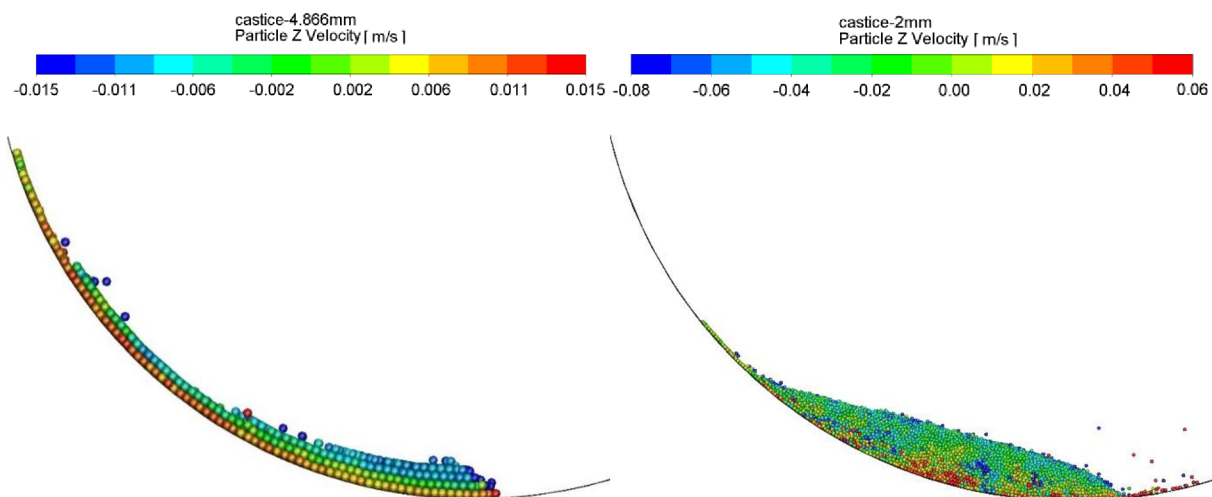 castice-4.866mm
Particle Z Velocity [ m/s ]
-0.015 -0.011 -0.006 -0.002 0.002 0.006 0.011 0.015
castice-2mm
Particle Z Velocity [ m/s ]
-0.08 -0.06 -0.04 -0.02 0.00 0.02 0.04 0.06